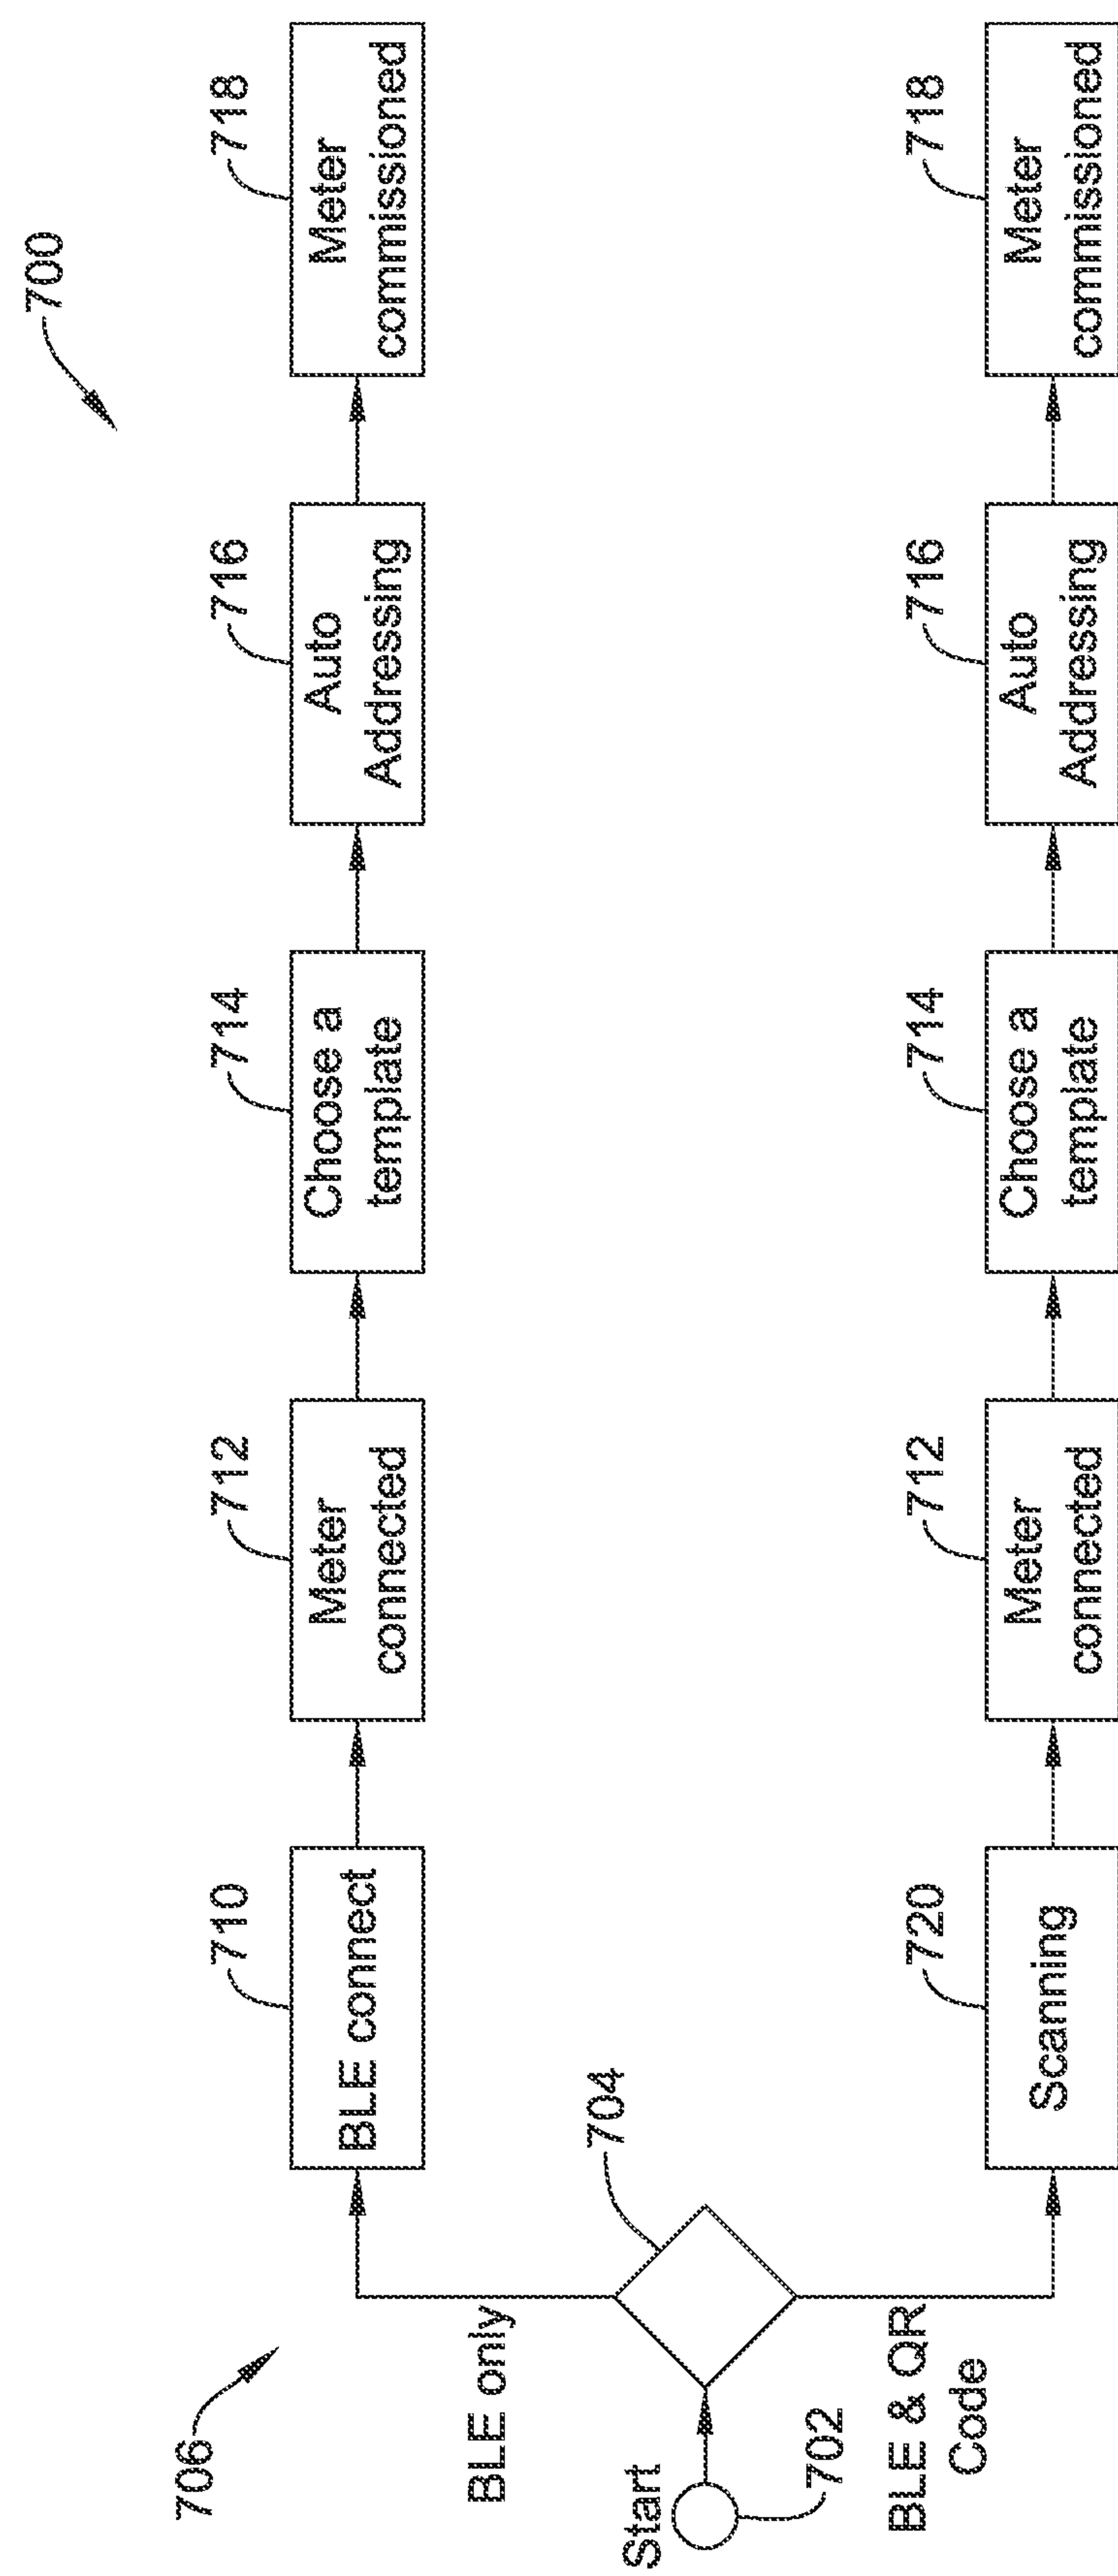 700
706
710
BLE connect
712
Meter
connected
714
Choose a
template
716
Auto
Addressing
718
Meter
commissioned
BLE only
704
Start
702
BLE & QR
Code
720
Scanning
712
Meter
connected
714
Choose a
template
716
Auto
Addressing
718
Meter
commissioned